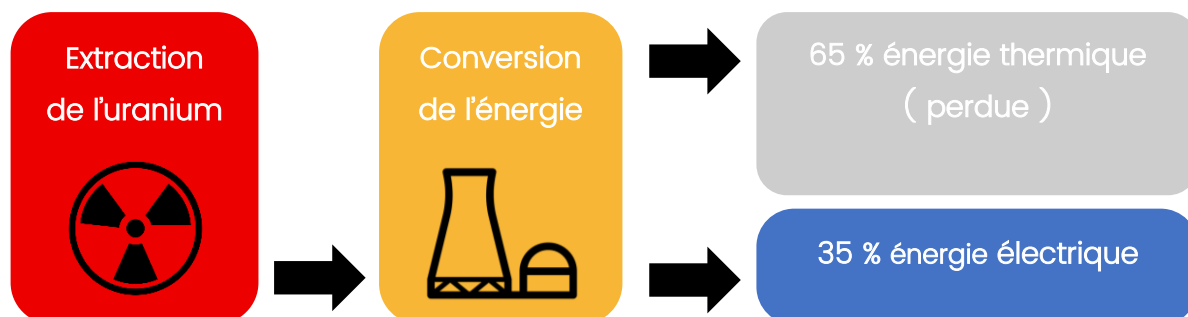 Extraction
de l'uranium
Conversion
de l'énergie
65 % énergie thermique
( perdue )
35 % énergie électrique